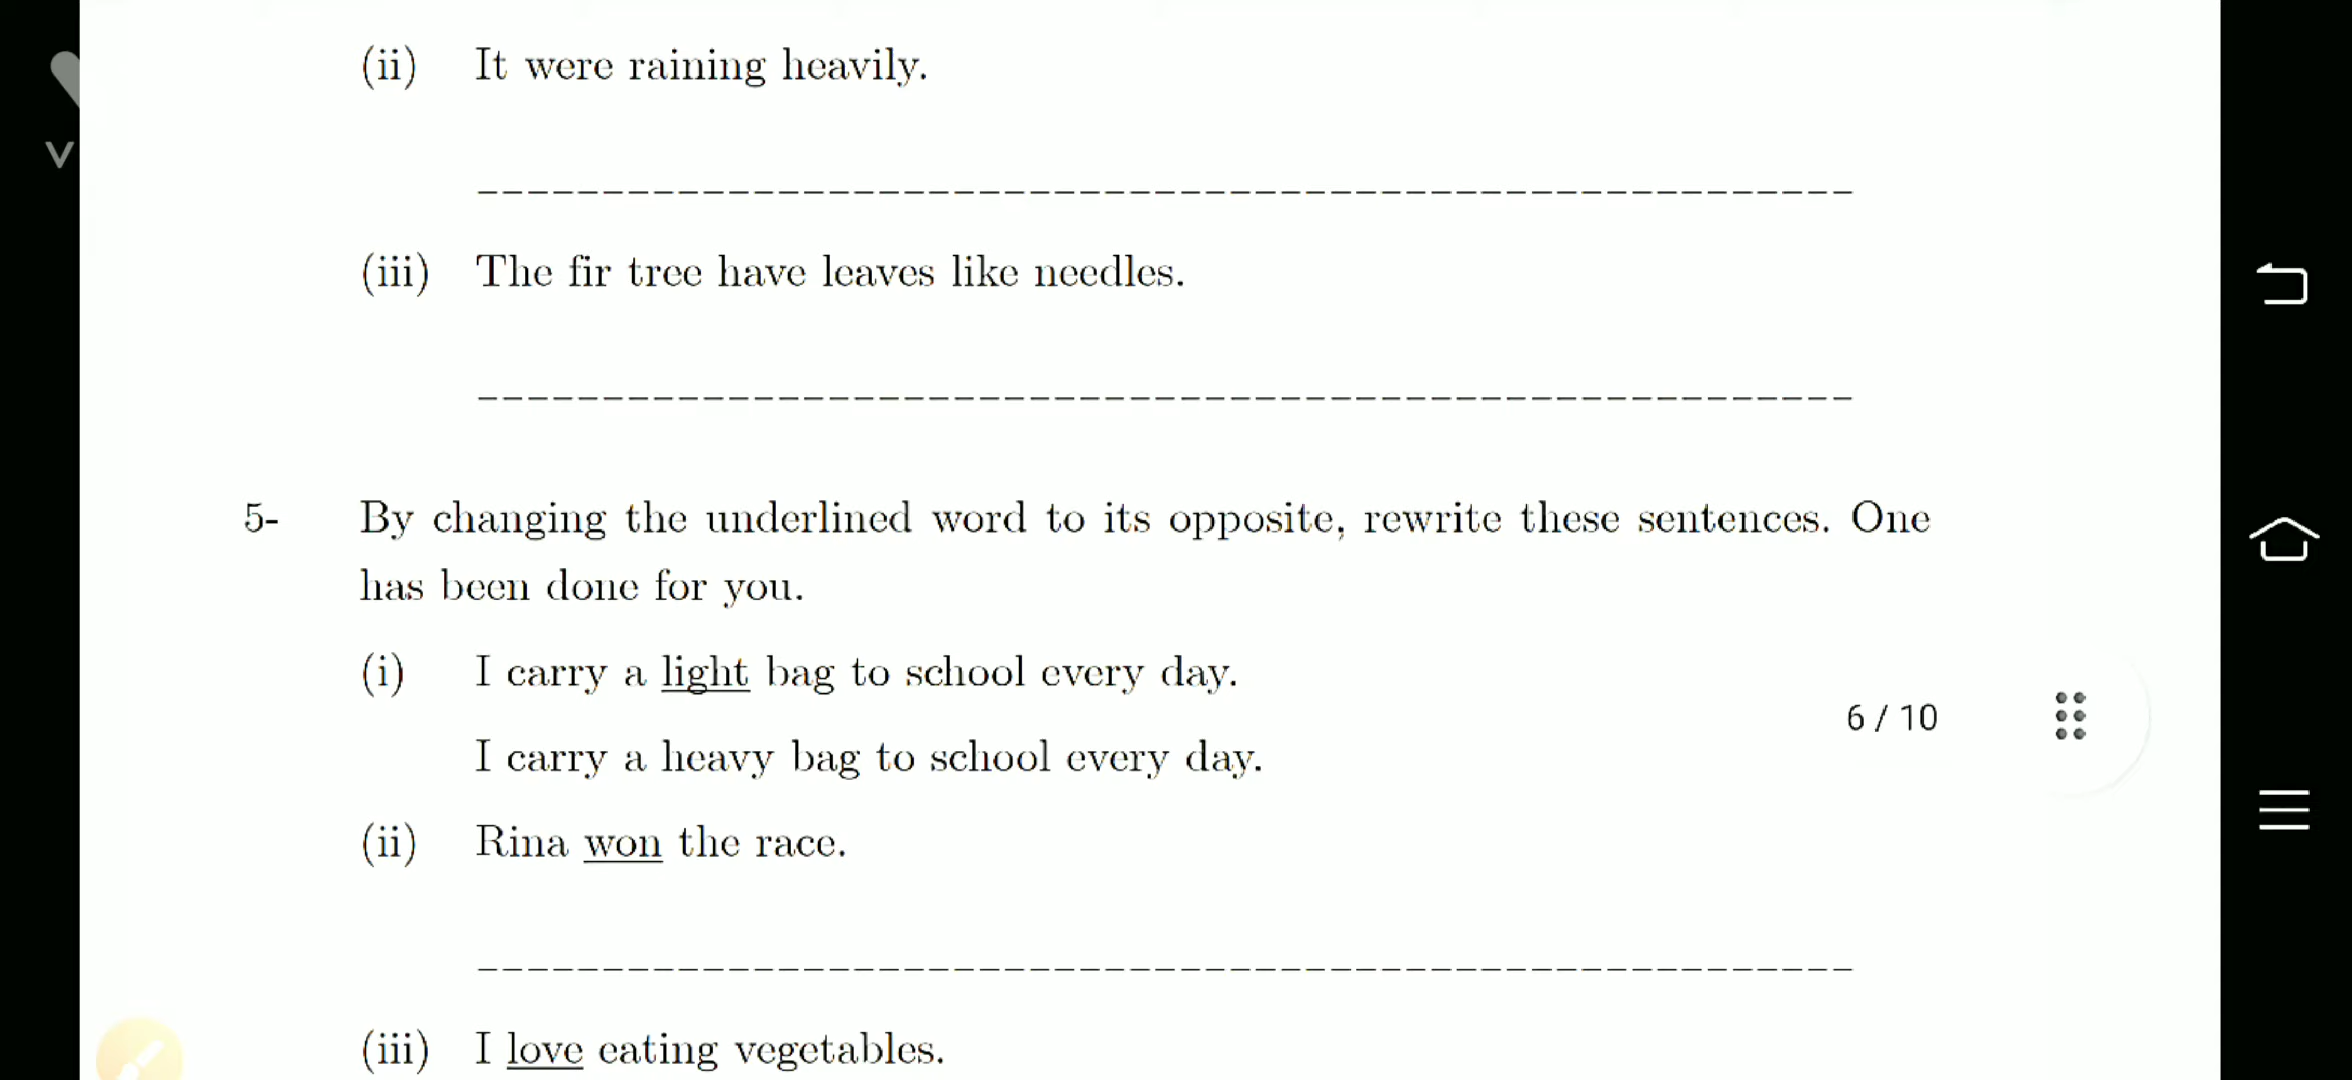 (ii) It were raining heavily.
(iii) The fir tree have leaves like needles.
5- By changing the underlined word to its opposite, rewrite these sentences. One
has been done for you.
(i) I carry a light bag to school every day.
6 / 10
I carry a heavy bag to school every day.
(ii) Rina won the race.
(iii) I love eating vegetables.